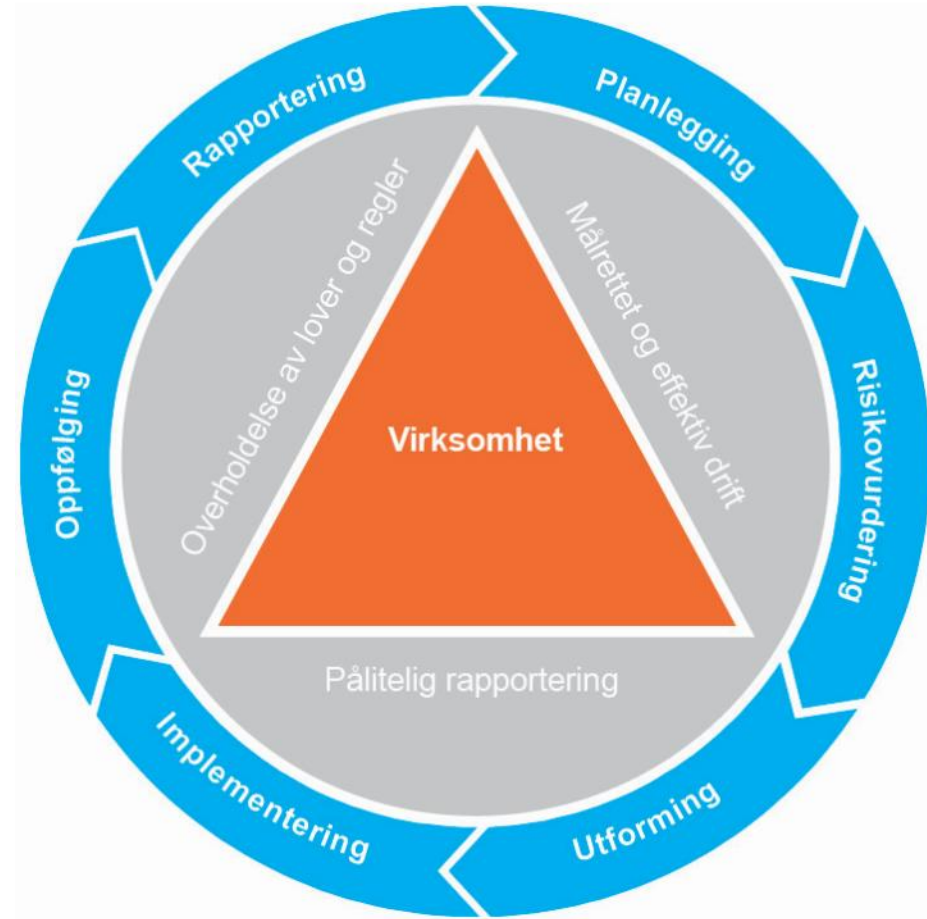 Rapportering
Planlegging
Risikovurdering
Utforming
Implementering
Oppfølging
Overholdelse av lover og regler
Målrettet og effektiv drift
Pålitelig rapportering
Virksomhet